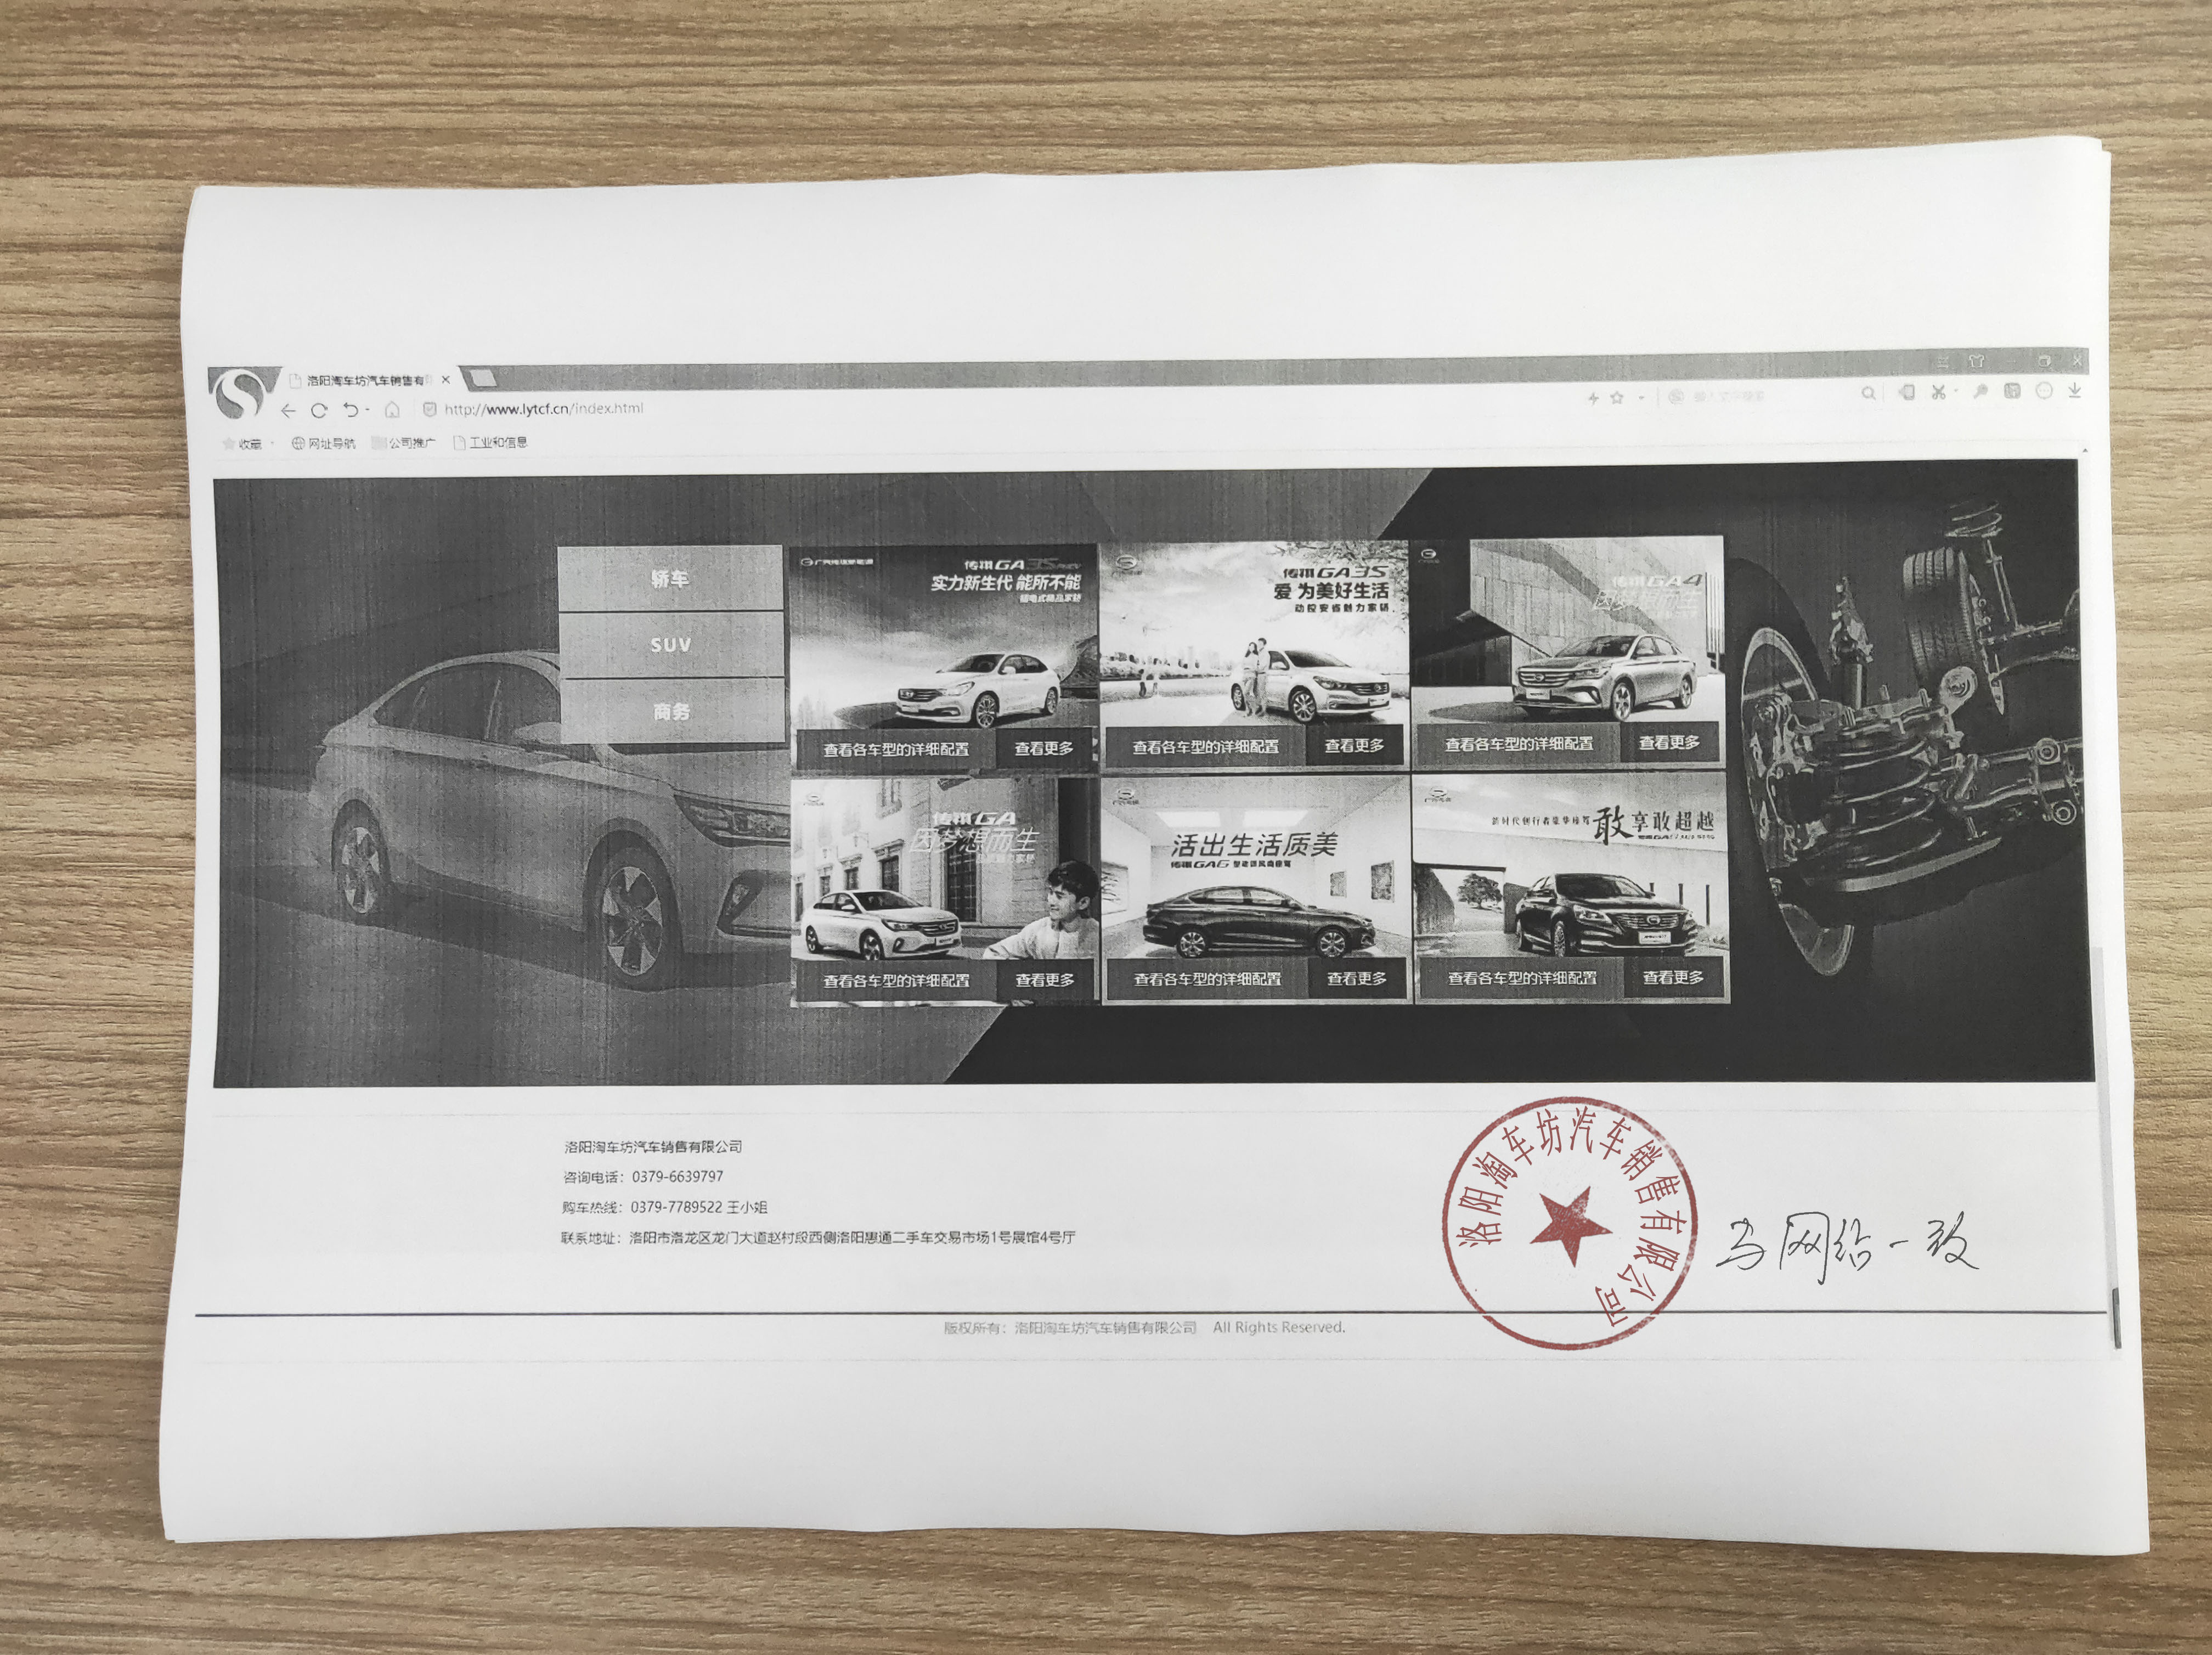 洛阳淘车坊汽车销售有
http://www.lytcf.cn/index.html
收藏 网址导航 公司推广 工业和信息
轿车
SUV
商务
广汽传祺新能源
传祺GA3S PHEV
实力新生代 能所不能
传祺GA3S
爱 为美好生活
动控安省魅力家轿
传祺GA4
因梦想而生
查看各车型的详细配置 查看更多
查看各车型的详细配置 查看更多
查看各车型的详细配置 查看更多
传祺GA
因梦想而生
广汽传祺
活出生活质美
传祺GA6
广汽传祺
新时代创行者豪华座驾 敢享敢超越
查看各车型的详细配置 查看更多
查看各车型的详细配置 查看更多
查看各车型的详细配置 查看更多
洛阳淘车坊汽车销售有限公司
咨询电话：0379-6639797
购车热线：0379-7789522 王小姐
联系地址：洛阳市洛龙区龙门大道赵村段西侧洛阳惠通二手车交易市场1号展馆4号厅
洛阳淘车坊汽车销售有限公司
与网站一致
版权所有：洛阳淘车坊汽车销售有限公司 All Rights Reserved.